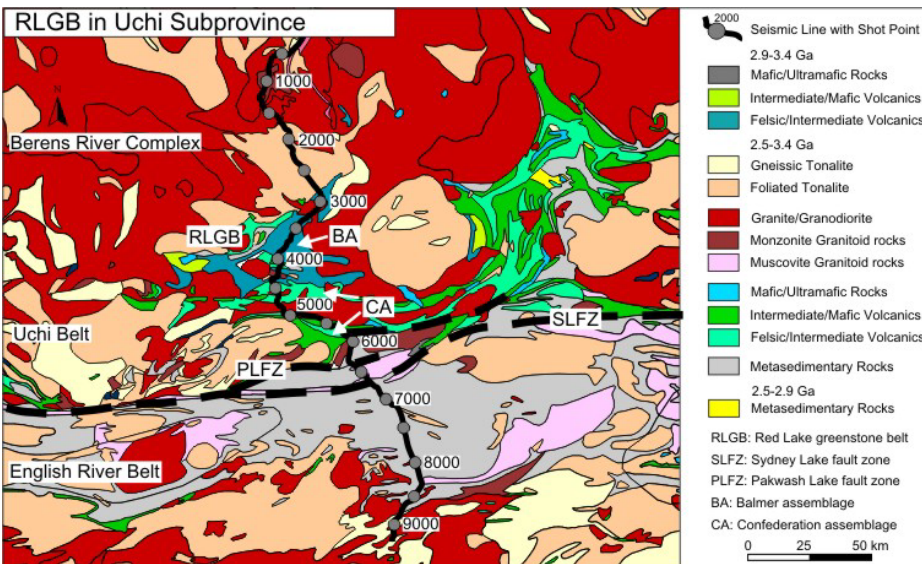 RLGB in Uchi Subprovince
N
1000
2000
Berens River Complex
3000
RLGB
BA
4000
5000
CA
Uchi Belt
SLFZ
6000
PLFZ
7000
English River Belt
8000
9000
2000
Seismic Line with Shot Point
2.9-3.4 Ga
Mafic/Ultramafic Rocks
Intermediate/Mafic Volcanics
Felsic/Intermediate Volcanics
2.5-3.4 Ga
Gneissic Tonalite
Foliated Tonalite
Granite/Granodiorite
Monzonite Granitoid rocks
Muscovite Granitoid rocks
Mafic/Ultramafic Rocks
Intermediate/Mafic Volcanics
Felsic/Intermediate Volcanics
Metasedimentary Rocks
2.5-2.9 Ga
Metasedimentary Rocks
RLGB: Red Lake greenstone belt
SLFZ: Sydney Lake fault zone
PLFZ: Pakwash Lake fault zone
BA: Balmer assemblage
CA: Confederation assemblage
0 25 50 km